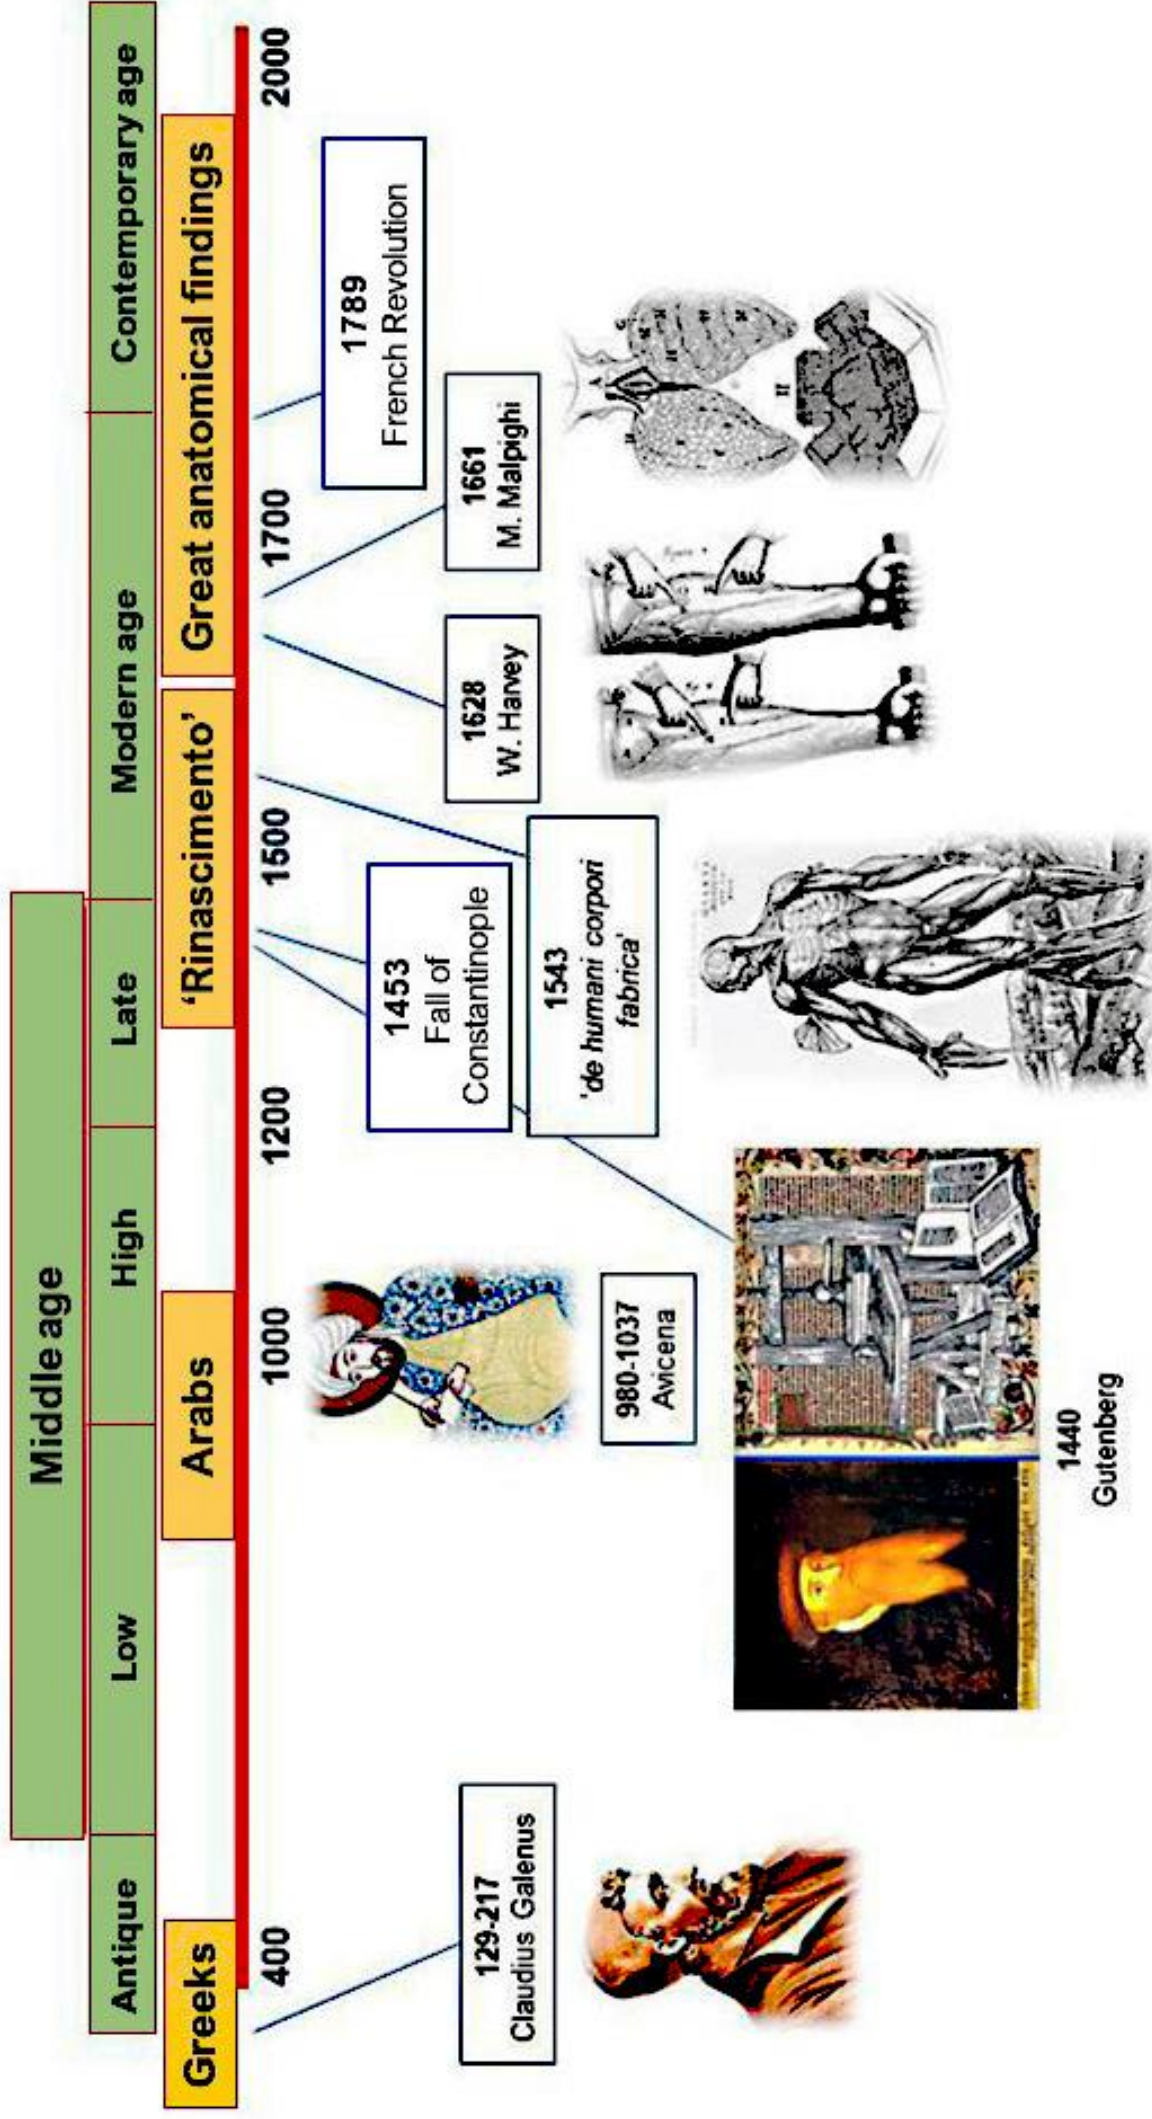 Middle age
Antique
Low
High
Late
Modern age
Contemporary age
Greeks
Arabs
‘Rinascimento’
Great anatomical findings
400
1000
1200
1500
1700
2000
129-217
Claudius Galenus
980-1037
Avicena
1440
Gutenberg
1453
Fall of
Constantinople
1543
'de humani corpori
fabrica'
1628
W. Harvey
1661
M. Malpighi
1789
French Revolution
II